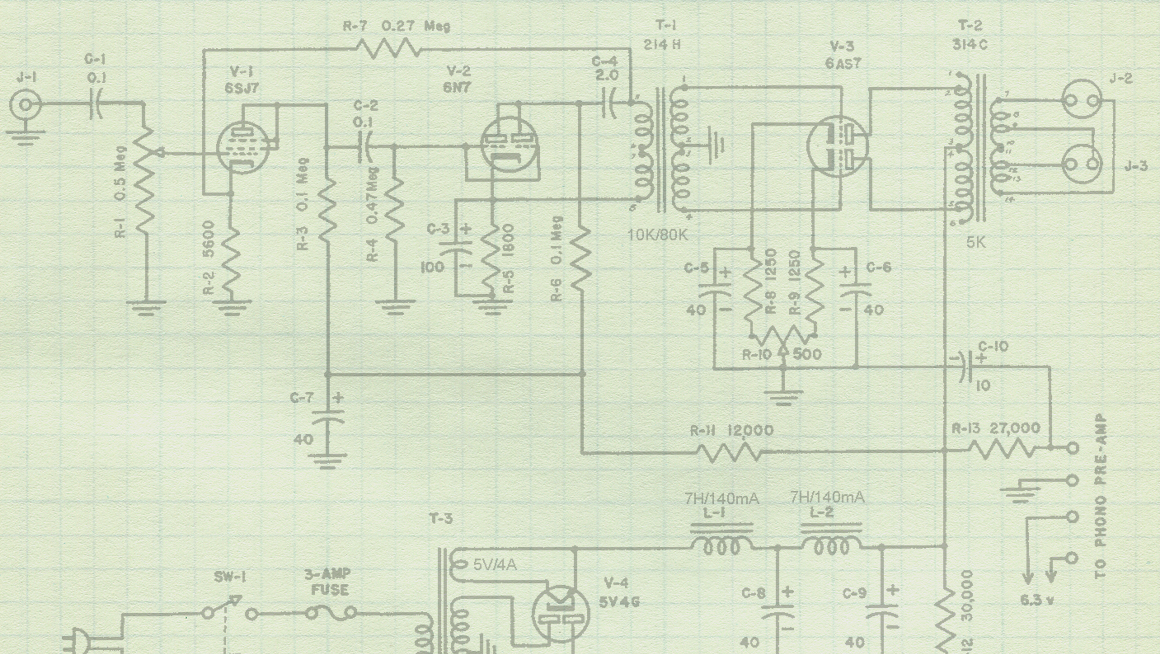 R-7 0.27 Meg
T-1
214 H
T-2
314 C
V-3
6AS7
J-1
C-1
0.1
V-1
6SJ7
V-2
6N7
C-4
2.0
J-2
C-2
0.1
J-3
R-1 0.5 Meg
R-2 5600
R-3 0.1 Meg
R-4 0.47Meg
C-3
100
R-5 1800
R-6 0.1 Meg
10K/80K
5K
C-5
40
R-8 1250
R-9 1250
C-6
40
R-10 500
C-10
10
C-7
40
R-11 12000
R-13 27,000
TO PHONO PRE-AMP
6.3 v
7H/140mA
L-1
7H/140mA
L-2
T-3
5V/4A
V-4
5V4G
SW-1
3-AMP
FUSE
C-8
40
C-9
40
-12 30,000